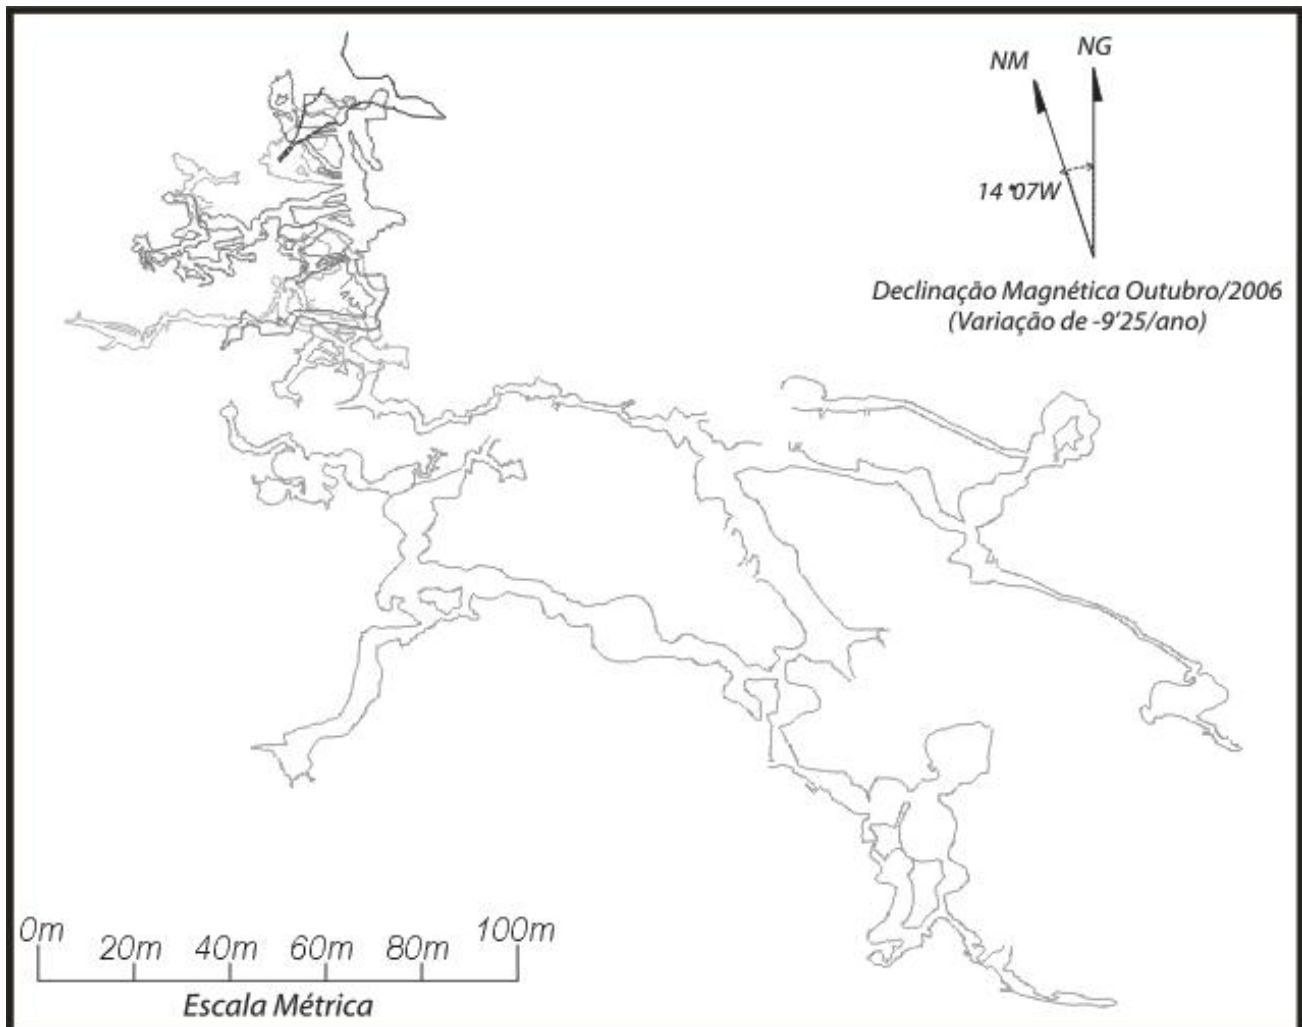 NM
NG
14°07W
Declinação Magnética Outubro/2006
(Variação de -9'25/ano)
0m 20m 40m 60m 80m 100m
Escala Métrica